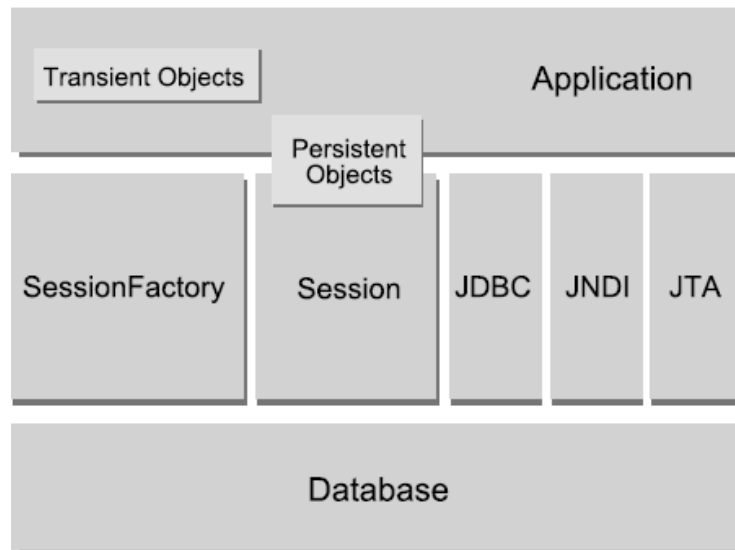 Transient Objects
Application
Persistent
Objects
SessionFactory
Session
JDBC
JNDI
JTA
Database